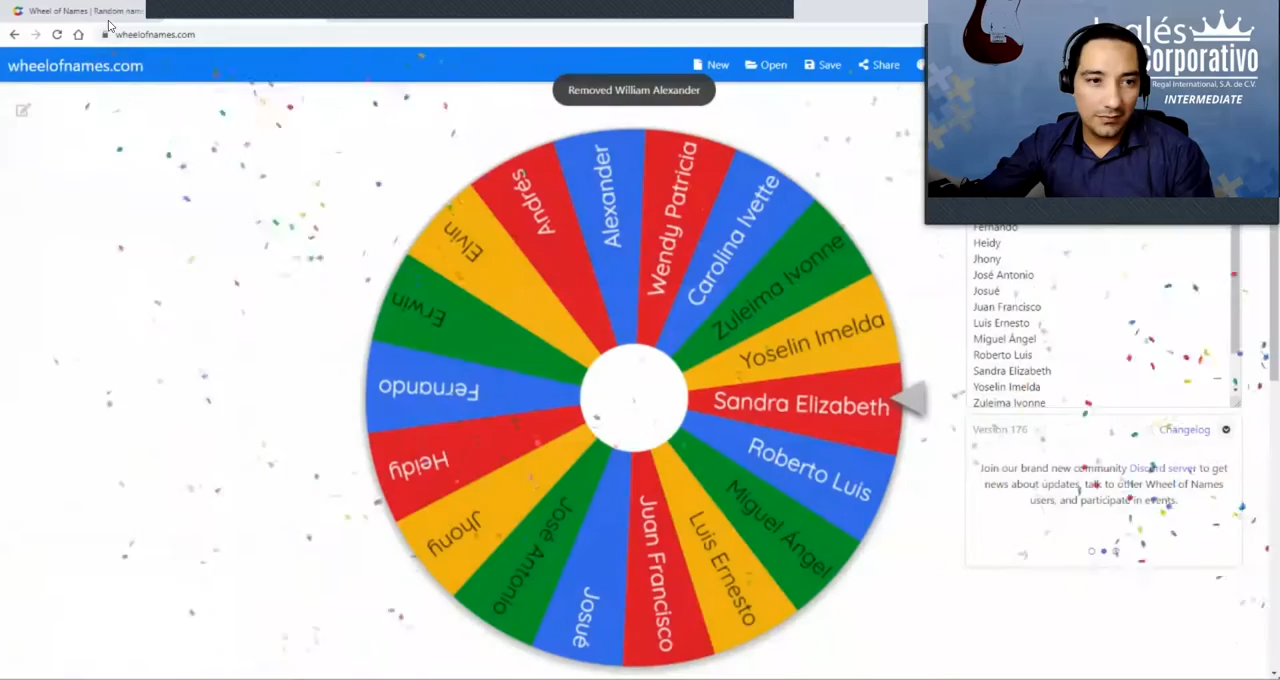 Wheel of Names | Random nam
wheelofnames.com
wheelofnames.com
New
Open
Save
Share
Removed William Alexander
Inglés
Corporativo
Regal International, S.A. de C.V.
INTERMEDIATE
Alexander
Wendy Patricia
Carolina Ivette
Zuleima Ivonne
Yoselin Imelda
Sandra Elizabeth
Roberto Luis
Miguel Ángel
Luis Ernesto
Juan Francisco
Josué
José Antonio
Jhony
Heidy
Fernando
Erwin
Elvin
Andrés
Fernando
Heidy
Jhony
José Antonio
Josué
Juan Francisco
Luis Ernesto
Miguel Ángel
Roberto Luis
Sandra Elizabeth
Yoselin Imelda
Zuleima Ivonne
Version 176
Changelog
Join our brand new community Discord server to get
news about updates, talk to other Wheel of Names
users, and participate in events.